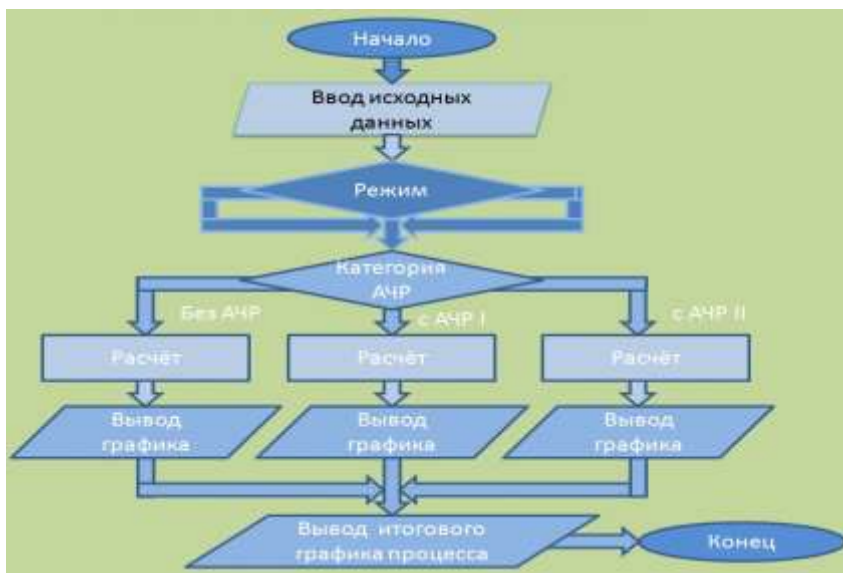 Начало
Ввод исходных
данных
Режим
Категория
АЧР
Без АЧР
с АЧР I
с АЧР II
Расчёт
Расчёт
Расчёт
Вывод
графика
Вывод
графика
Вывод
графика
Вывод итогового
графика процесса
Конец